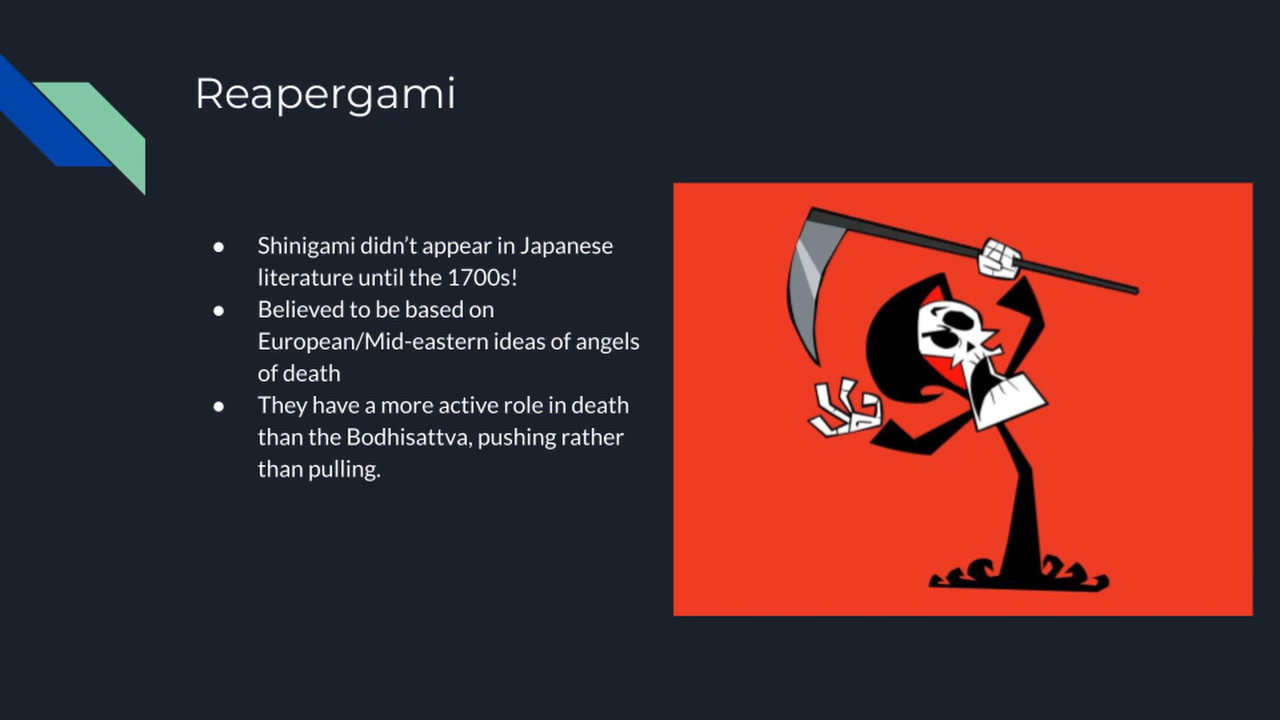 Reapergami
● Shinigami didn’t appear in Japanese
literature until the 1700s!
● Believed to be based on
European/Mid-eastern ideas of angels
of death
● They have a more active role in death
than the Bodhisattva, pushing rather
than pulling.